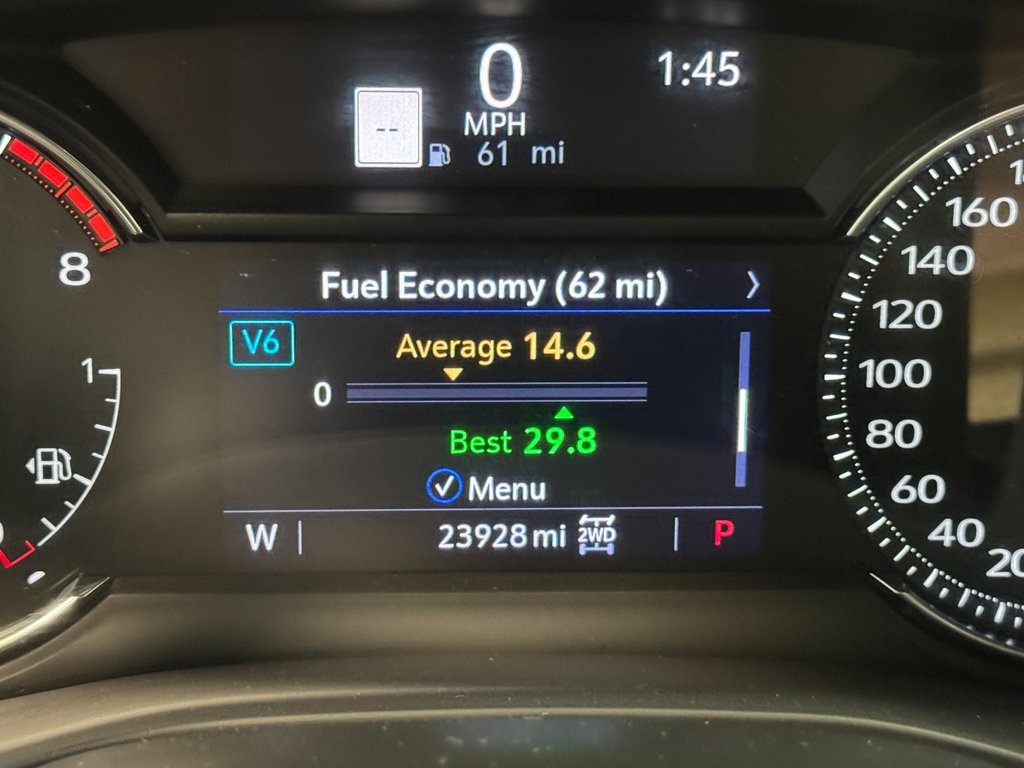 0
1:45
--
MPH
61 mi
8
1
Fuel Economy (62 mi)
V6
Average 14.6
0
Best 29.8
Menu
W
23928 mi
2WD
P
160
140
120
100
80
60
40
20